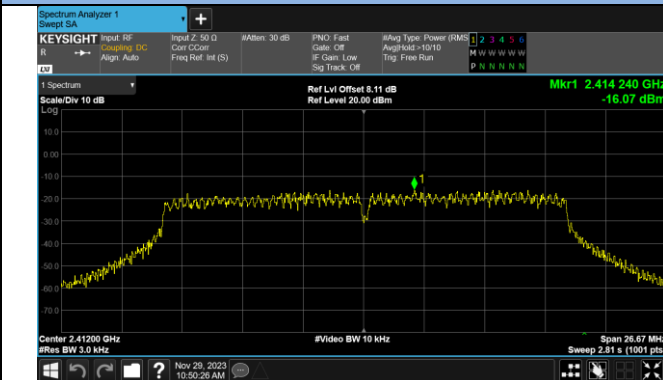 Spectrum Analyzer 1
Swept SA
+
KEYSIGHT Input: RF Input Z: 50 Ω #Atten: 30 dB PNO: Fast #Avg Type: Power (RMS 1 2 3 4 5 6
R Coupling: DC Corr CCorr Gate: Off Avg|Hold:>10/10 M W W W W W
Align: Auto Freq Ref: Int (S) IF Gain: Low Trig: Free Run
Sig Track: Off P N N N N N
LXI
1 Spectrum Ref Lvl Offset 8.11 dB Mkr1 2.414 240 GHz
Scale/Div 10 dB Ref Level 20.00 dBm -16.07 dBm
Log
10.0
0.00
1
-10.0
-20.0
-30.0
-40.0
-50.0
-60.0
-70.0
Center 2.41200 GHz #Video BW 10 kHz Span 26.67 MHz
#Res BW 3.0 kHz Sweep 2.81 s (1001 pts
? Nov 29, 2023
10:50:26 AM